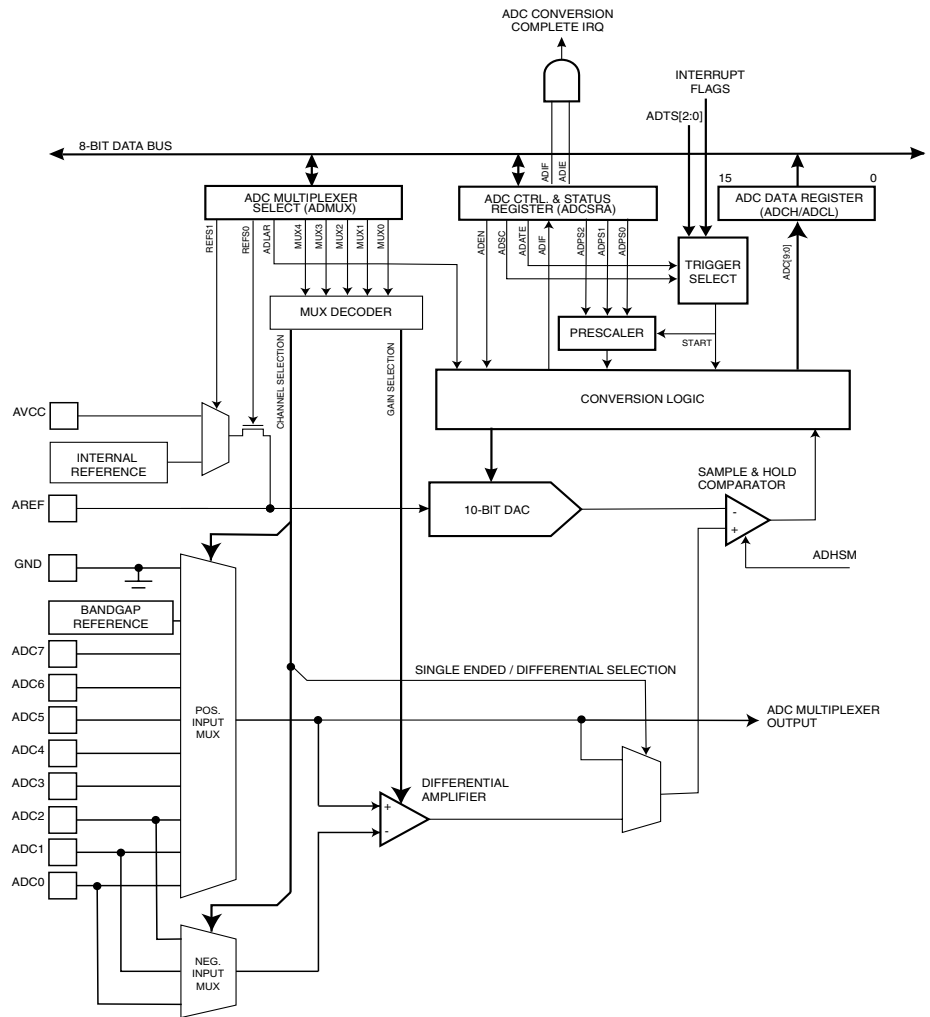 ADC CONVERSION
COMPLETE IRQ
INTERRUPT
FLAGS
ADTS[2:0]
8-BIT DATA BUS
ADIF
ADIE
15
0
ADC MULTIPLEXER
SELECT (ADMUX)
ADC CTRL. & STATUS
REGISTER (ADCSRA)
ADC DATA REGISTER
(ADCH/ADCL)
REFS1
REFS0
ADLAR
MUX4
MUX3
MUX2
MUX1
MUX0
ADEN
ADSC
ADATE
ADIF
ADPS2
ADPS1
ADPS0
ADC[9:0]
TRIGGER
SELECT
MUX DECODER
PRESCALER
START
CHANNEL SELECTION
GAIN SELECTION
CONVERSION LOGIC
AVCC
INTERNAL
REFERENCE
SAMPLE & HOLD
COMPARATOR
AREF
10-BIT DAC
-
+
ADHSM
GND
BANDGAP
REFERENCE
ADC7
SINGLE ENDED / DIFFERENTIAL SELECTION
ADC6
ADC5
POS.
INPUT
MUX
ADC MULTIPLEXER
OUTPUT
ADC4
ADC3
DIFFERENTIAL
AMPLIFIER
+
-
ADC2
ADC1
ADC0
NEG.
INPUT
MUX